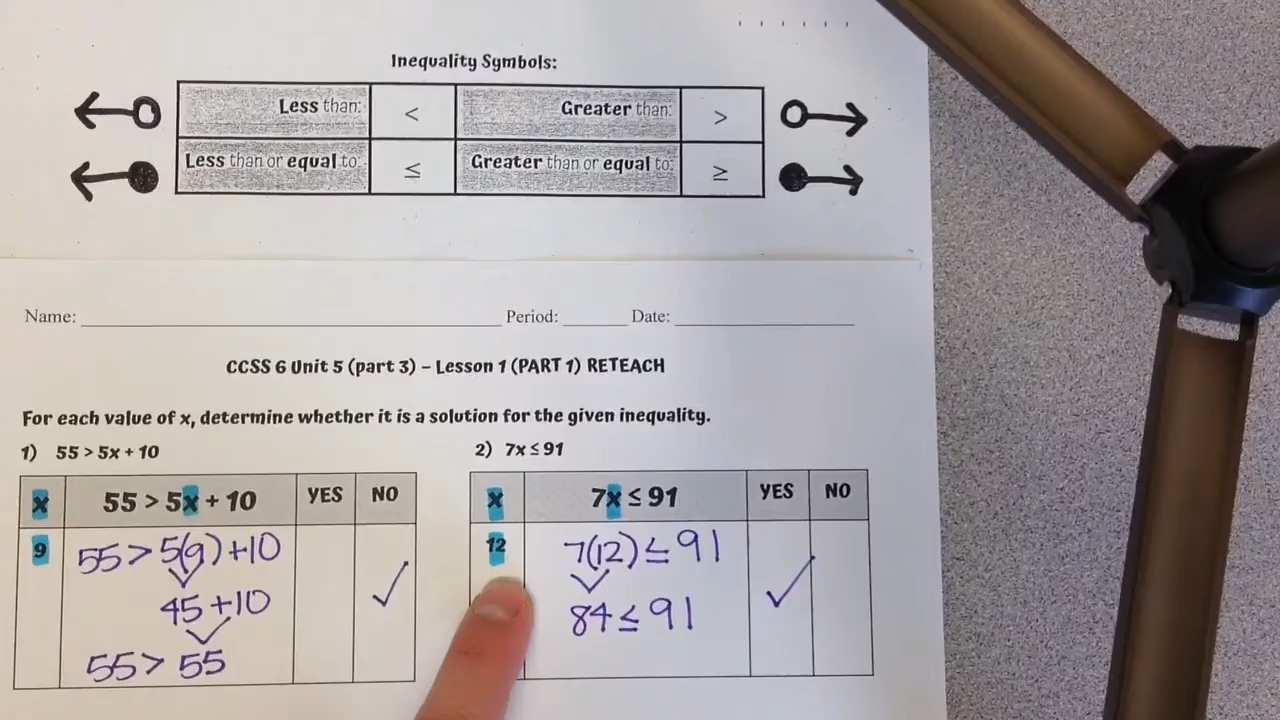 Inequality Symbols:
Less than: < Greater than: >
Less than or equal to: ≤ Greater than or equal to: ≥
Name: Period: Date:
CCSS 6 Unit 5 (part 3) – Lesson 1 (PART 1) RETEACH
For each value of x, determine whether it is a solution for the given inequality.
1) 55 > 5x + 10
x 55 > 5x + 10 YES NO
9 55 > 5(9) + 10 ✓
45 + 10
55 > 55
2) 7x ≤ 91
x 7x ≤ 91 YES NO
12 7(12) ≤ 91 ✓
84 ≤ 91